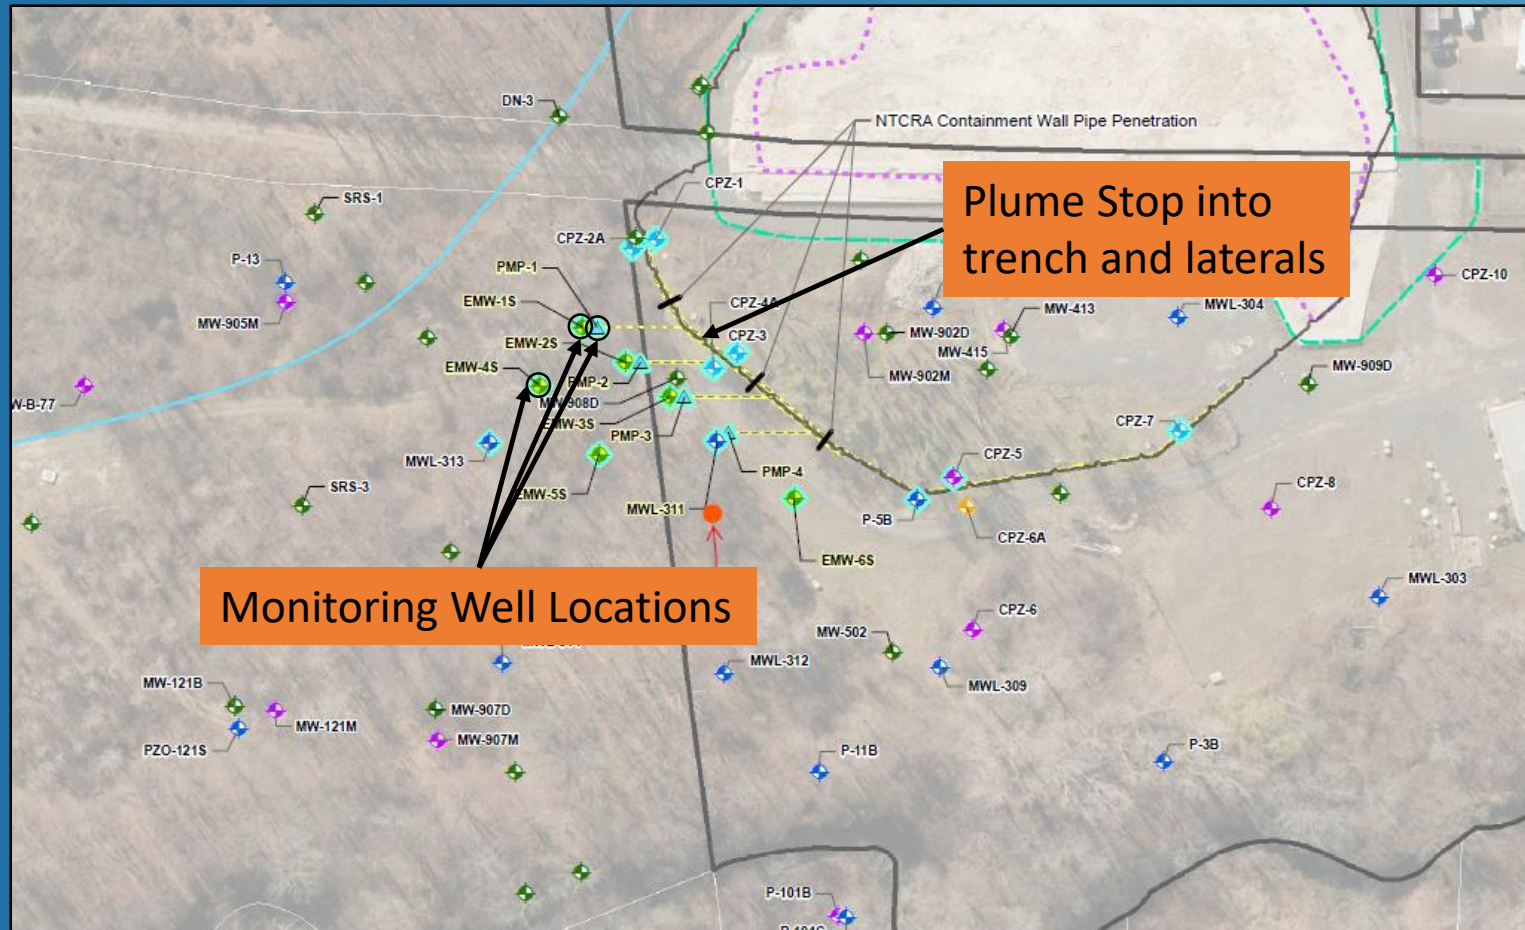 DN-3
NTCRA Containment Wall Pipe Penetration
CPZ-1
Plume Stop into
trench and laterals
SRS-1
CPZ-2A
P-13
PMP-1
CPZ-10
EMW-1S
CPZ-4A
MW-413
MWL-304
MW-905M
MW-902D
EMW-2S
CPZ-3
MW-415
EMW-4S
MW-909D
PMP-2
MW-902M
W-B-77
MW-908D
EMW-3S
CPZ-7
PMP-3
CPZ-5
MWL-313
PMP-4
CPZ-8
SRS-3
EMW-5S
MWL-311
P-5B
CPZ-6A
EMW-6S
MWL-303
Monitoring Well Locations
CPZ-6
MW-502
MWL-312
MW-121B
MWL-309
MW-907D
MW-121M
MW-907M
P-3B
PZO-121S
P-11B
P-101B